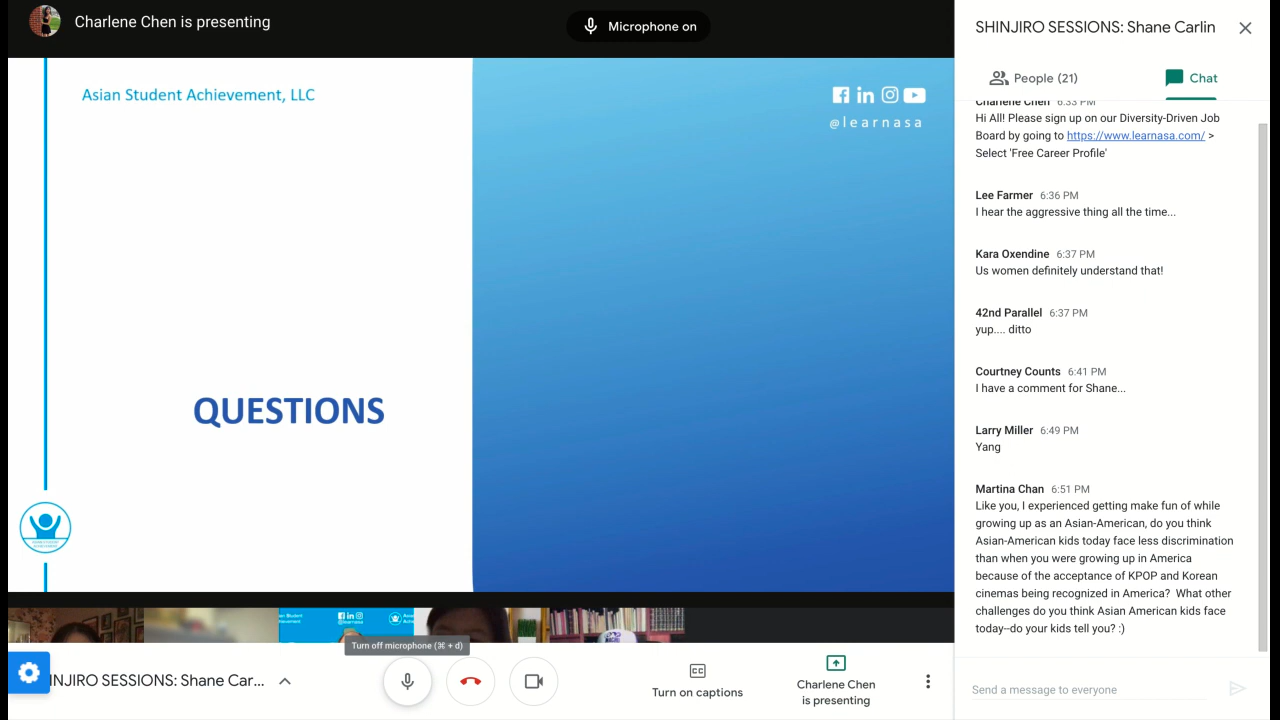 Charlene Chen is presenting
Microphone on
Asian Student Achievement, LLC
@learnasa
QUESTIONS
@learnasa
Turn off microphone (⌘ + d)
NJIRO SESSIONS: Shane Car...
Turn on captions
Charlene Chen
is presenting
SHINJIRO SESSIONS: Shane Carlin
People (21)
Chat
Charlene Chen 6:33 PM
Hi All! Please sign up on our Diversity-Driven Job
Board by going to https://www.learnasa.com/ >
Select 'Free Career Profile'
Lee Farmer 6:36 PM
I hear the aggressive thing all the time...
Kara Oxendine 6:37 PM
Us women definitely understand that!
42nd Parallel 6:37 PM
yup.... ditto
Courtney Counts 6:41 PM
I have a comment for Shane...
Larry Miller 6:49 PM
Yang
Martina Chan 6:51 PM
Like you, I experienced getting make fun of while
growing up as an Asian-American, do you think
Asian-American kids today face less discrimination
than when you were growing up in America
because of the acceptance of KPOP and Korean
cinemas being recognized in America? What other
challenges do you think Asian American kids face
today--do your kids tell you? :)
Send a message to everyone